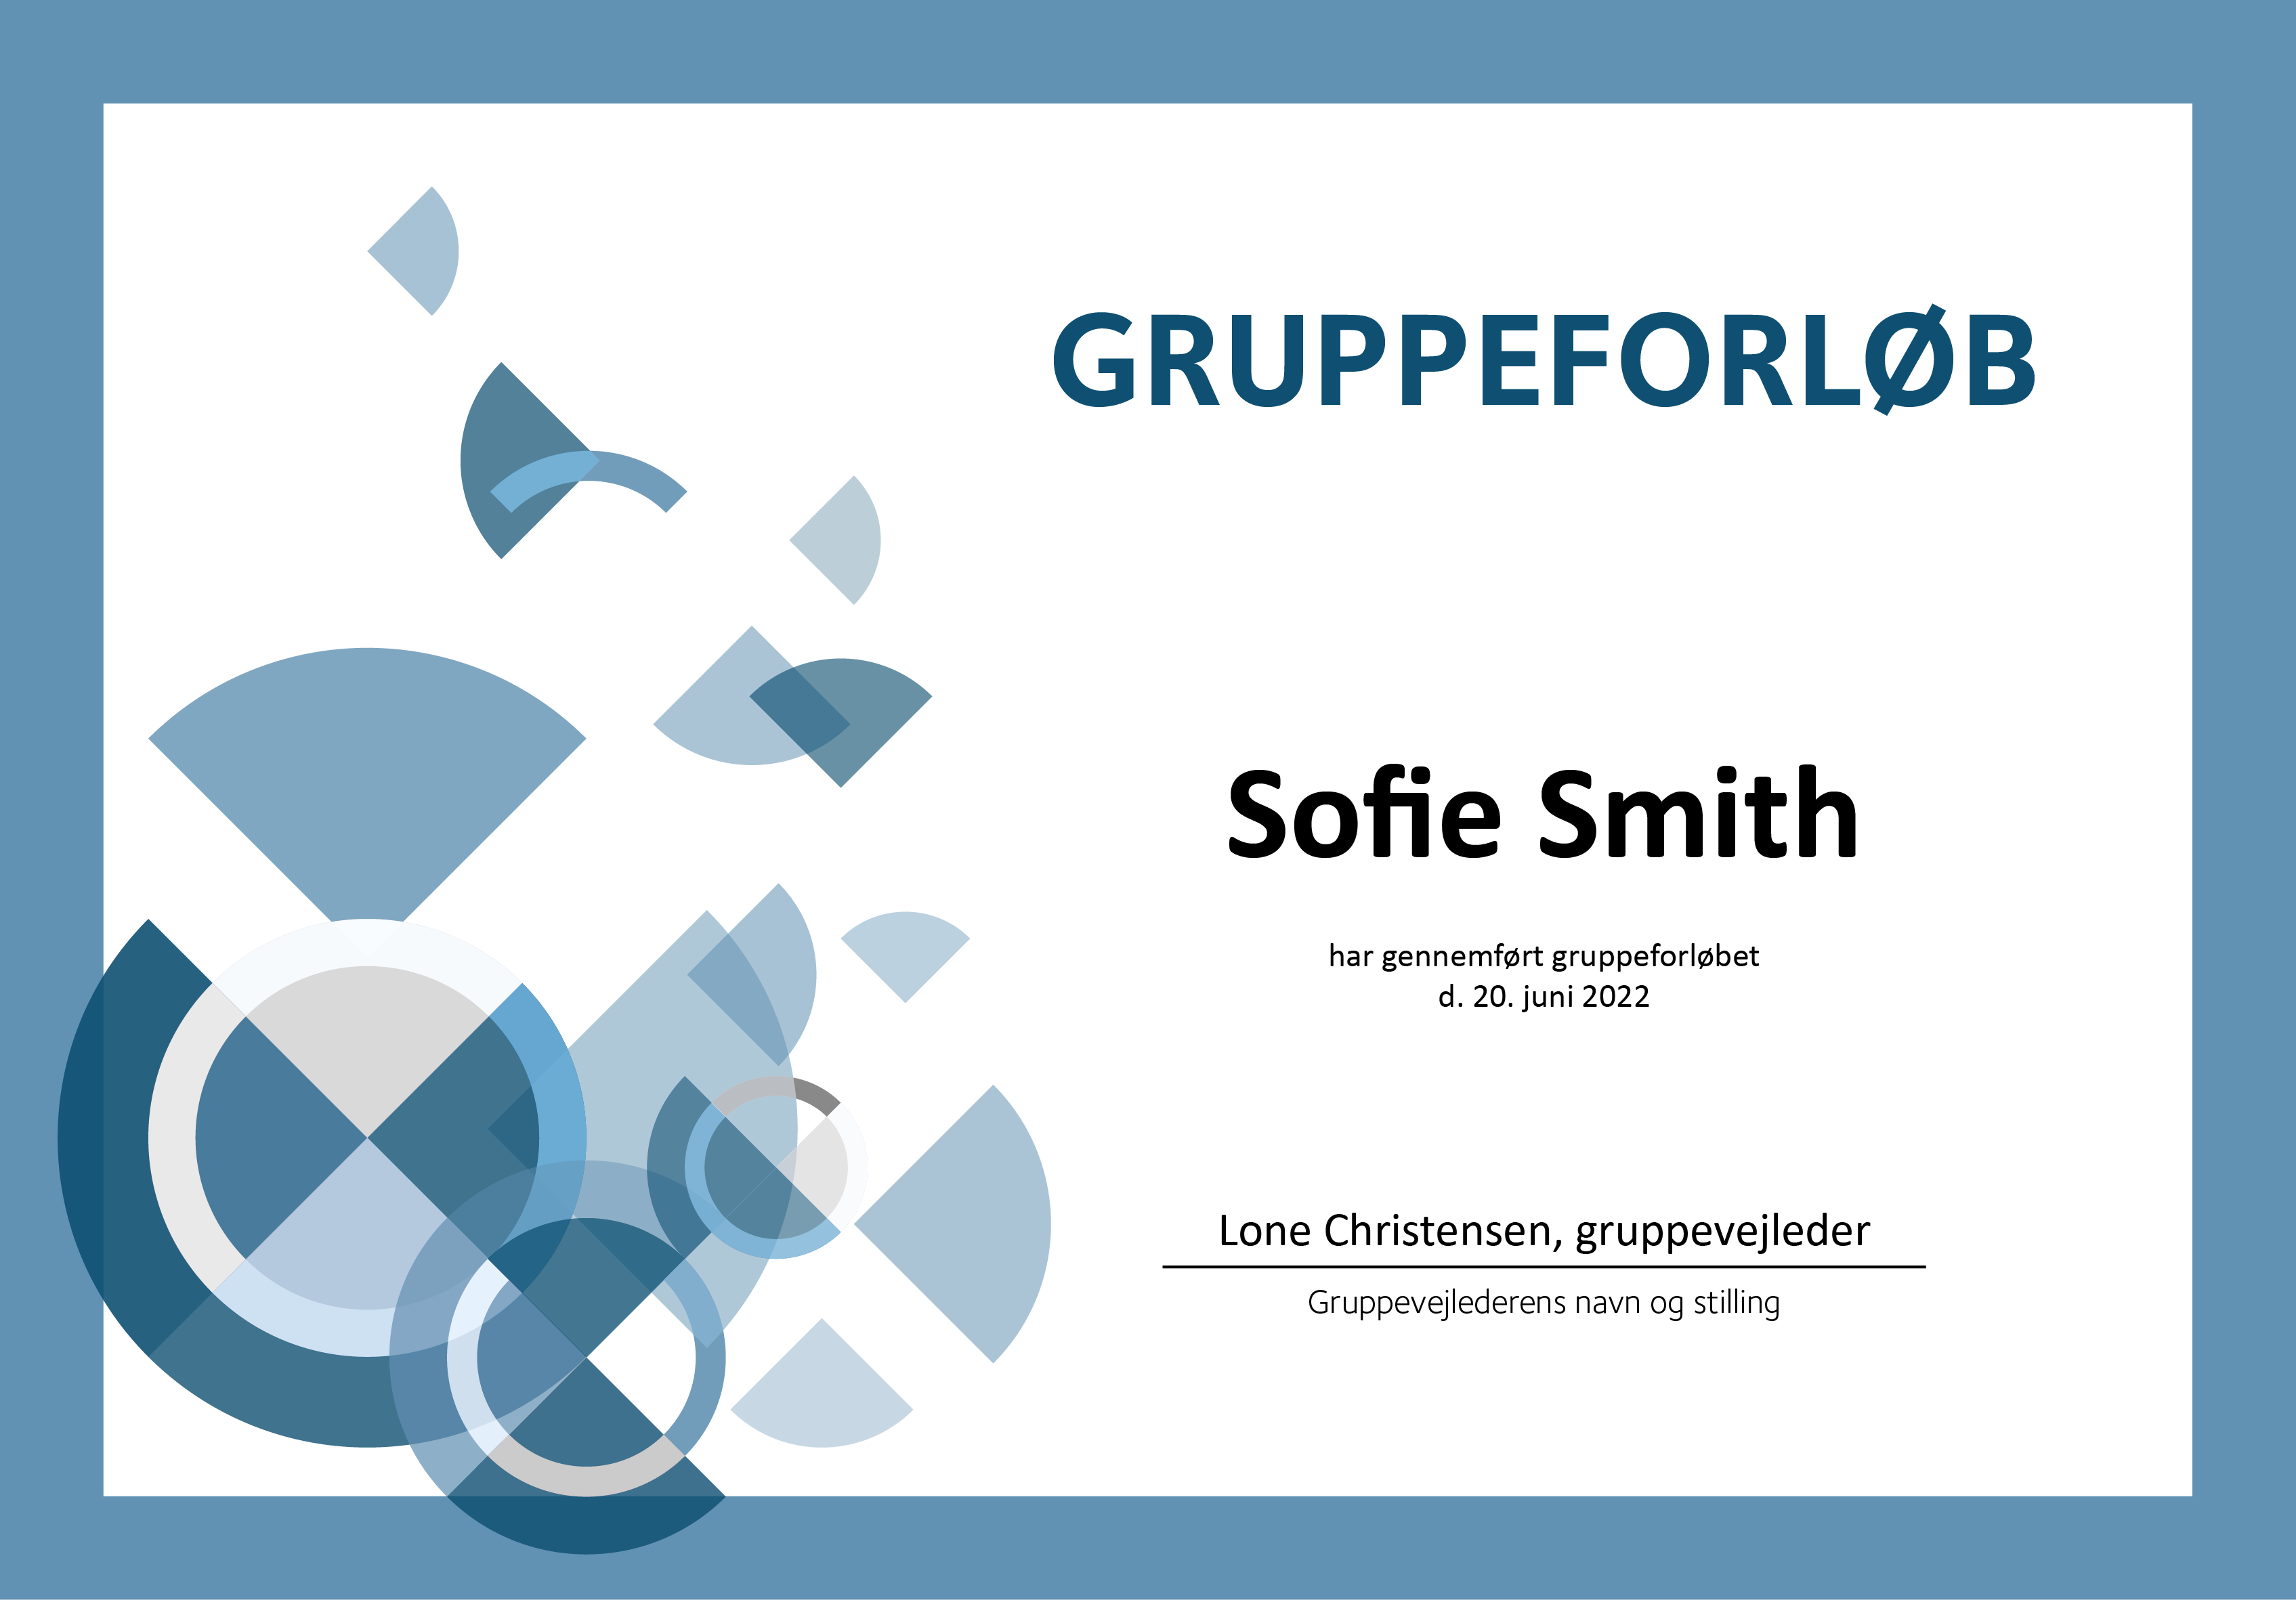 GRUPPEFORLØB
Sofie Smith
har gennemført gruppeforløbet
d. 20. juni 2022
Lone Christensen, gruppevejleder
Gruppevejlederens navn og stilling